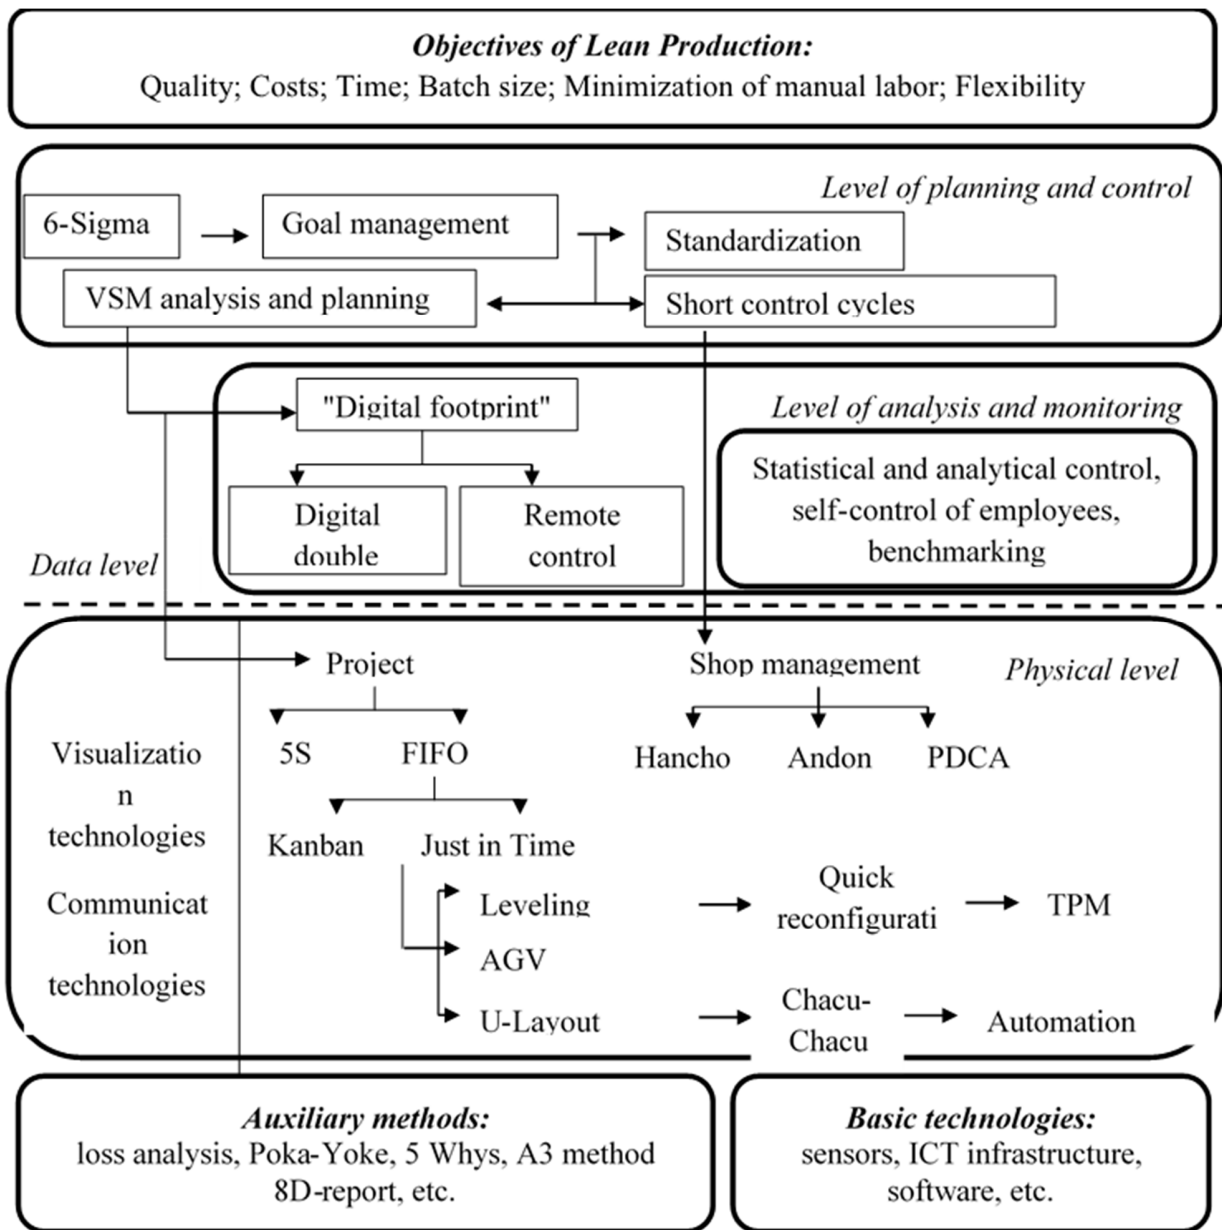 Objectives of Lean Production:
Quality; Costs; Time; Batch size; Minimization of manual labor; Flexibility
Level of planning and control
6-Sigma
Goal management
Standardization
VSM analysis and planning
Short control cycles
"Digital footprint"
Level of analysis and monitoring
Statistical and analytical control,
self-control of employees,
benchmarking
Digital
double
Remote
control
Data level
Project
Shop management
Physical level
5S
FIFO
Hancho
Andon
PDCA
Visualizatio
n
technologies
Kanban
Just in Time
Communicat
ion
technologies
Leveling
Quick
reconfigurati
TPM
AGV
U-Layout
Chacu-
Chacu
Automation
Auxiliary methods:
loss analysis, Poka-Yoke, 5 Whys, A3 method
8D-report, etc.
Basic technologies:
sensors, ICT infrastructure,
software, etc.